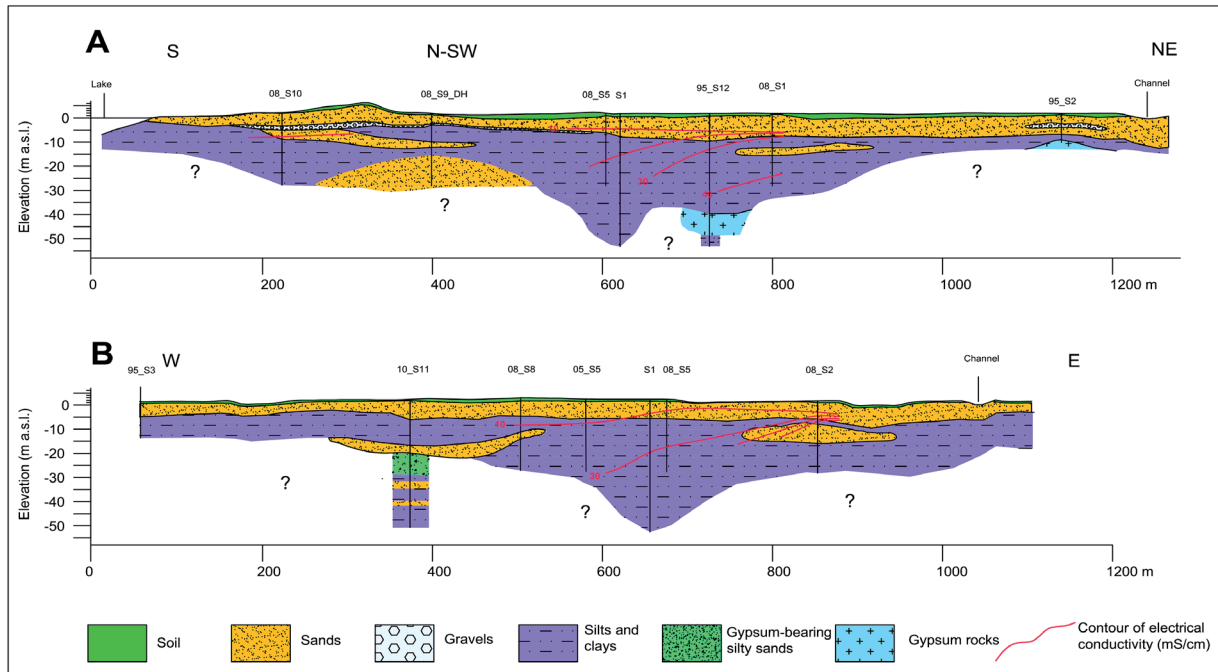 A
S
N-SW
NE
Lake
08_S10
08_S9_DH
08_S5 S1
95_S12
08_S1
95_S2
Channel
Elevation (m a.s.l.)
0
-10
-20
-30
-40
-50
30
40
?
?
?
?
0 200 400 600 800 1000 1200 m
B
W
E
95_S3
10_S11
08_S8
05_S5
S1 08_S5
08_S2
Channel
Elevation (m a.s.l.)
0
-10
-20
-30
-40
-50
40
30
?
?
?
0 200 400 600 800 1000 1200 m
Soil
Sands
Gravels
Silts and
clays
Gypsum-bearing
silty sands
Gypsum rocks
Contour of electrical
conductivity (mS/cm)